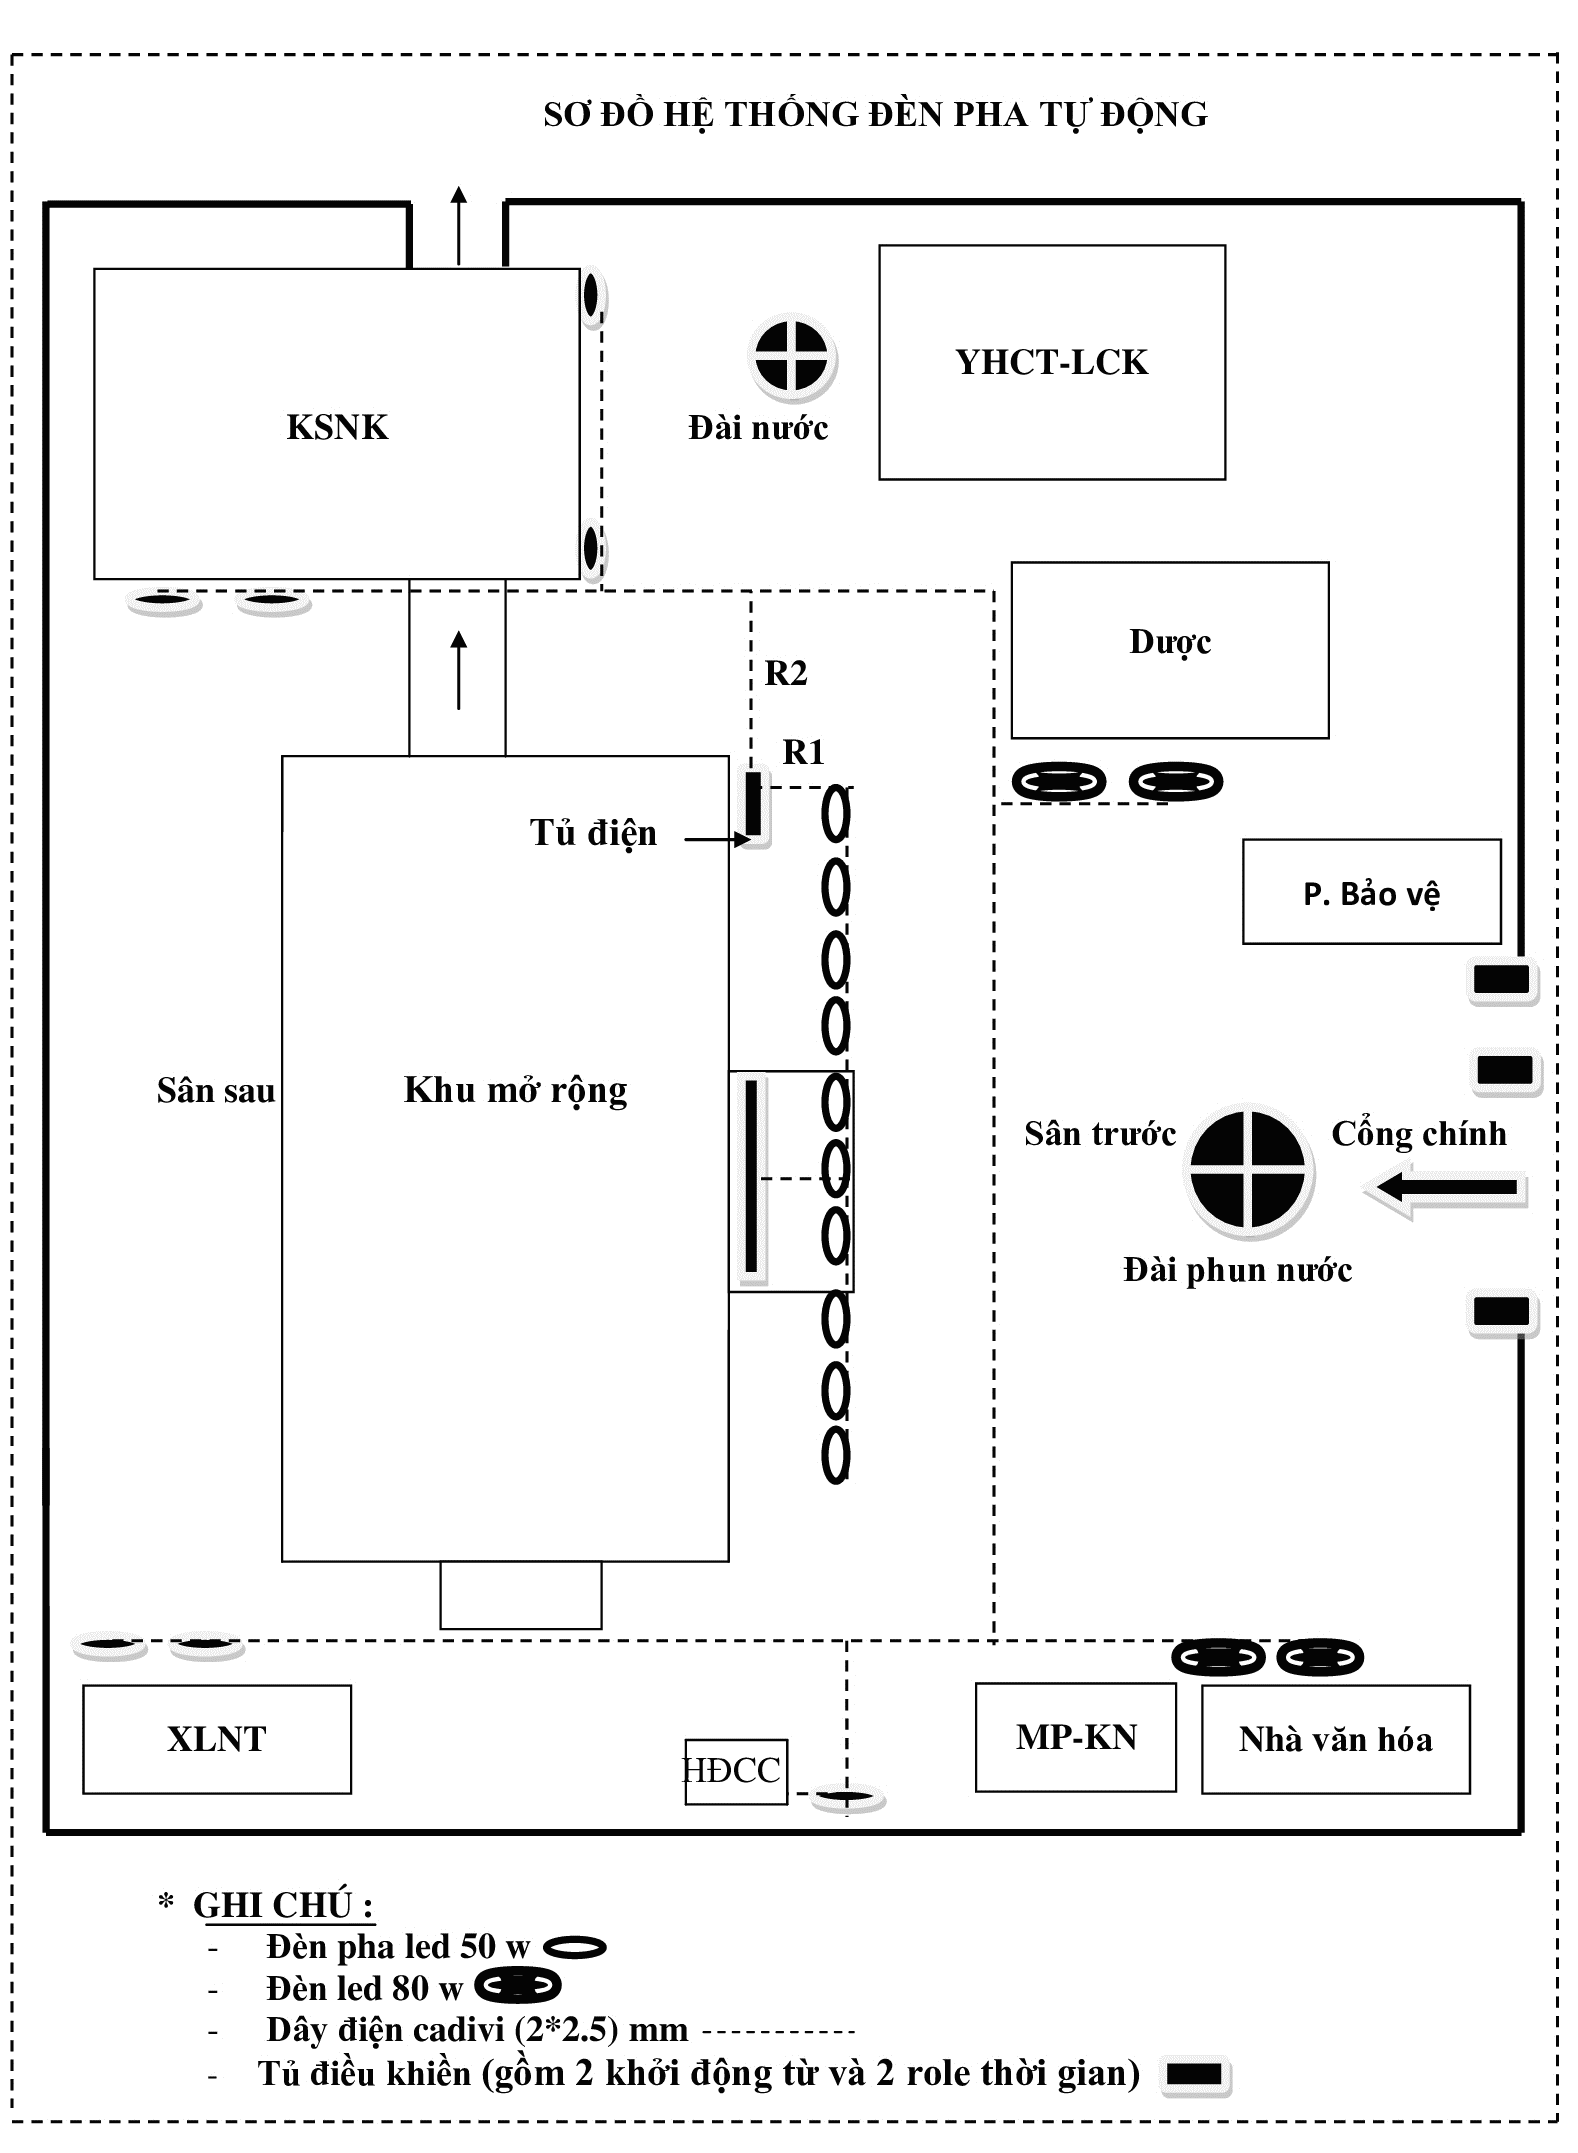 SƠ ĐỒ HỆ THỐNG ĐÈN PHA TỰ ĐỘNG
YHCT-LCK
KSNK
Đài nước
Dược
R2
R1
Tủ điện
P. Bảo vệ
Sân sau
Khu mở rộng
Sân trước
Cổng chính
Đài phun nước
XLNT
HĐCC
MP-KN
Nhà văn hóa
* GHI CHÚ :
- Đèn pha led 50 w
- Đèn led 80 w
- Dây điện cadivi (2*2.5) mm -----------
- Tủ điều khiền (gồm 2 khởi động từ và 2 role thời gian)